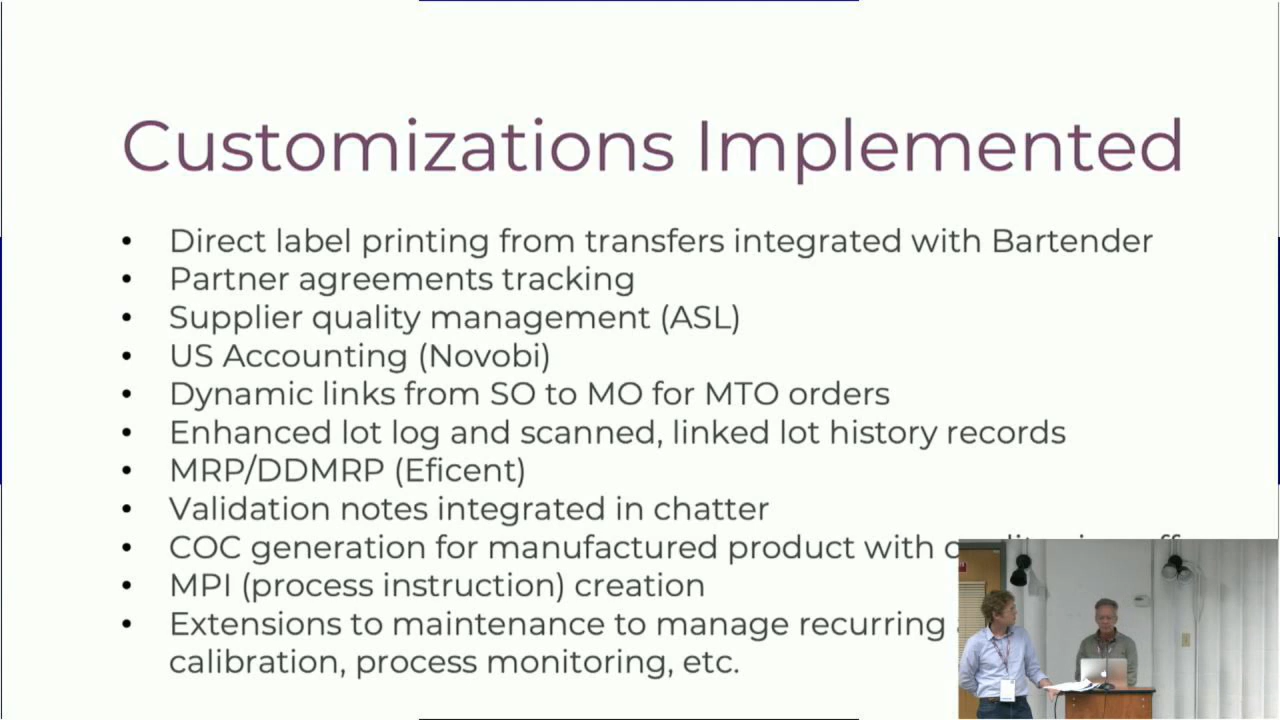 Customizations Implemented
• Direct label printing from transfers integrated with Bartender
• Partner agreements tracking
• Supplier quality management (ASL)
• US Accounting (Novobi)
• Dynamic links from SO to MO for MTO orders
• Enhanced lot log and scanned, linked lot history records
• MRP/DDMRP (Eficent)
• Validation notes integrated in chatter
• COC generation for manufactured product with
• MPI (process instruction) creation
• Extensions to maintenance to manage recurring
calibration, process monitoring, etc.